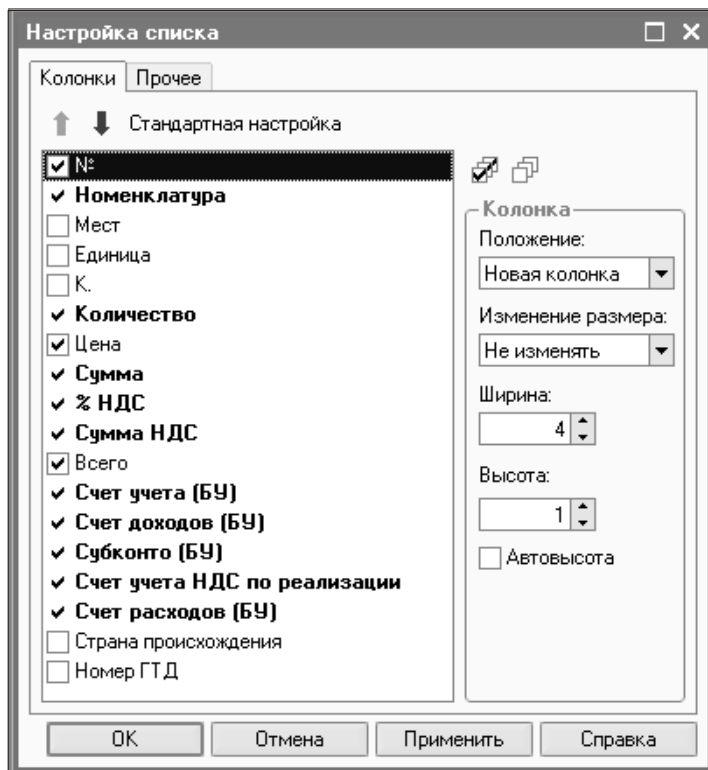 Настройка списка
Колонки Прочее
Стандартная настройка
№
Номенклатура
Мест
Единица
К.
Количество
Цена
Сумма
% НДС
Сумма НДС
Всего
Счет учета (БУ)
Счет доходов (БУ)
Субконто (БУ)
Счет учета НДС по реализации
Счет расходов (БУ)
Страна происхождения
Номер ГТД
Колонка
Положение:
Новая колонка
Изменение размера:
Не изменять
Ширина:
4
Высота:
1
Автовысота
OK Отмена Применить Справка